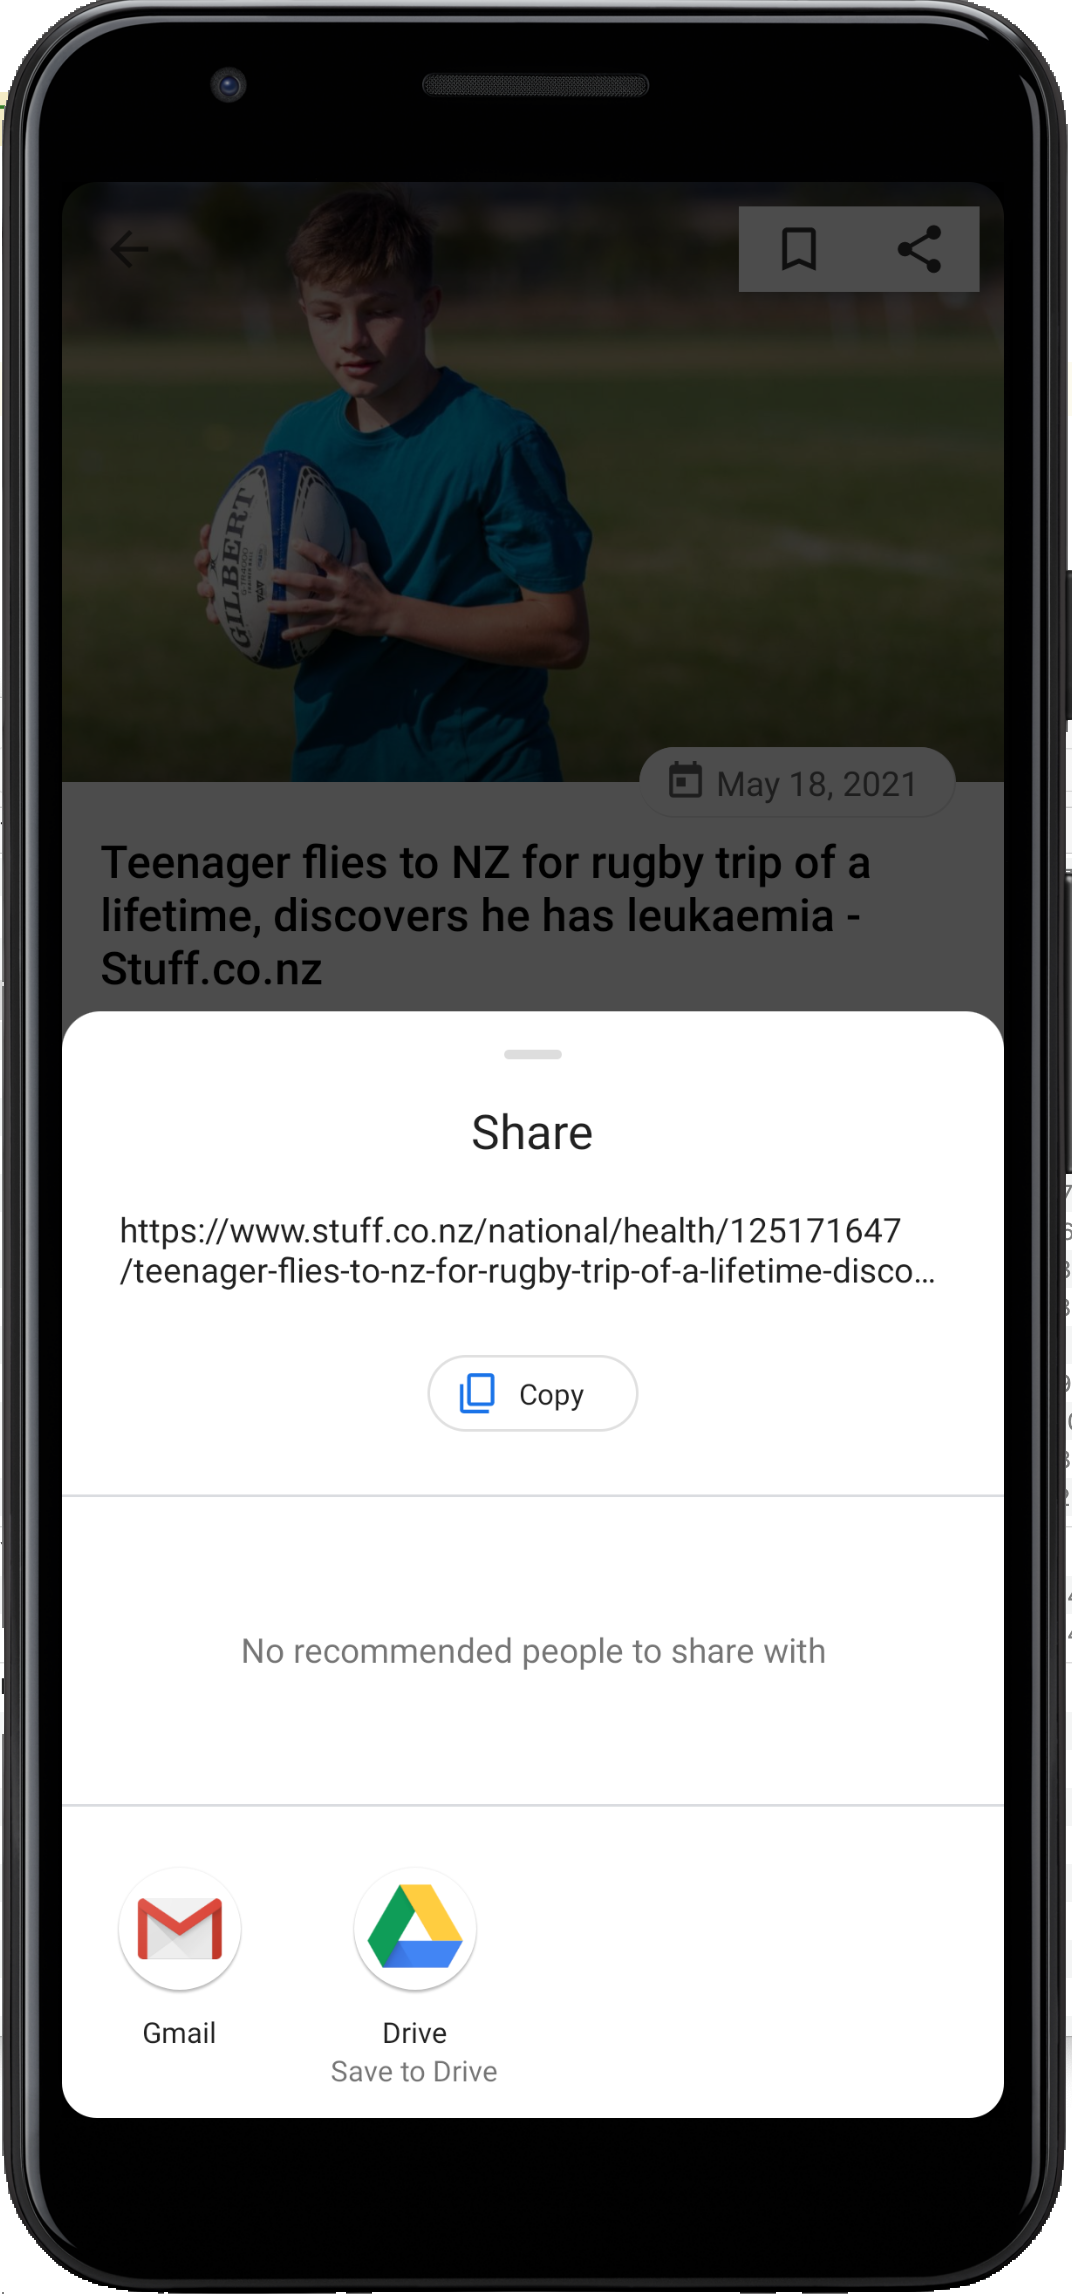 GILBERT
May 18, 2021
Teenager flies to NZ for rugby trip of a
lifetime, discovers he has leukaemia -
Stuff.co.nz
Share
https://www.stuff.co.nz/national/health/125171647
/teenager-flies-to-nz-for-rugby-trip-of-a-lifetime-disco...
Copy
No recommended people to share with
Gmail
Drive
Save to Drive